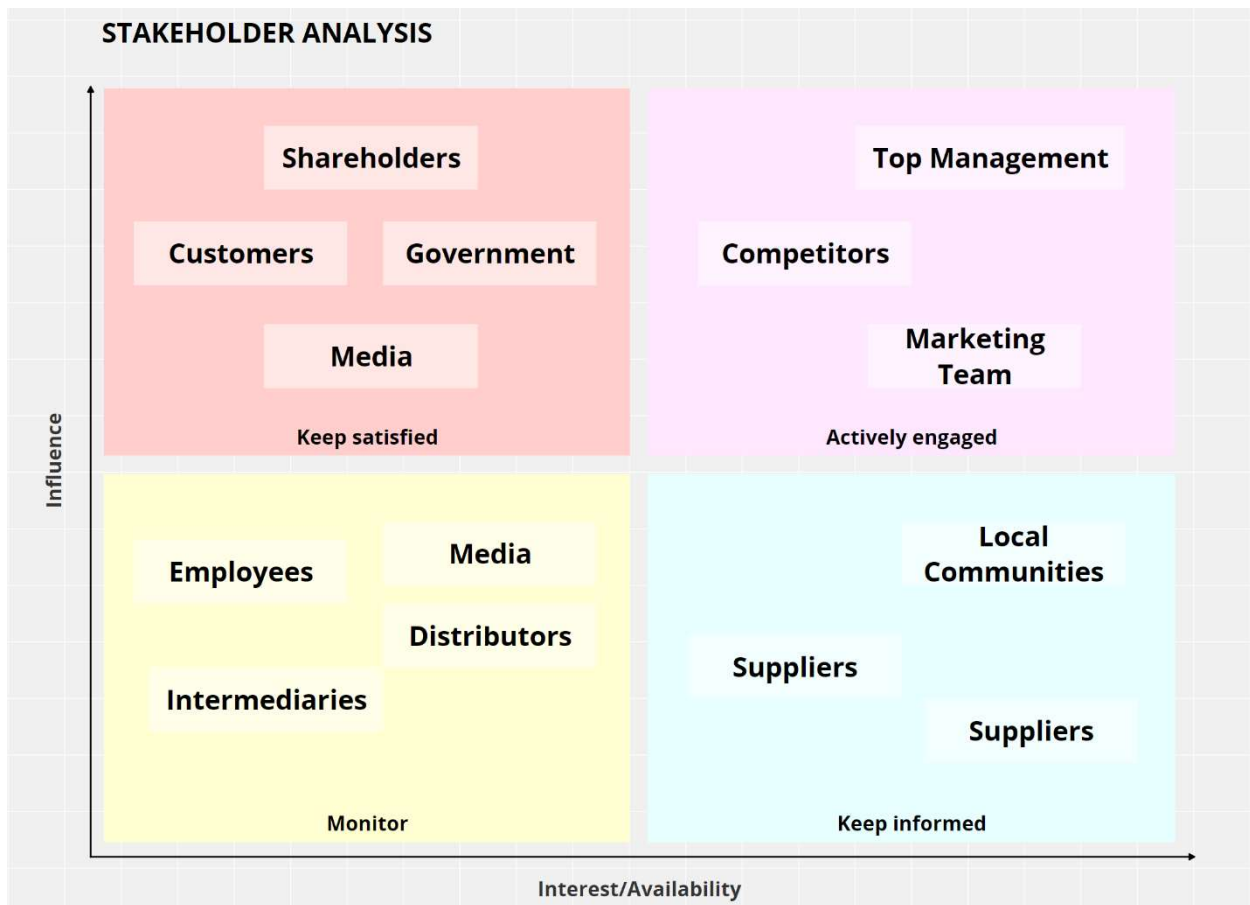 STAKEHOLDER ANALYSIS
Shareholders
Customers
Government
Media
Keep satisfied
Top Management
Competitors
Marketing
Team
Actively engaged
Influence
Employees
Media
Distributors
Intermediaries
Monitor
Local
Communities
Suppliers
Suppliers
Keep informed
Interest/Availability